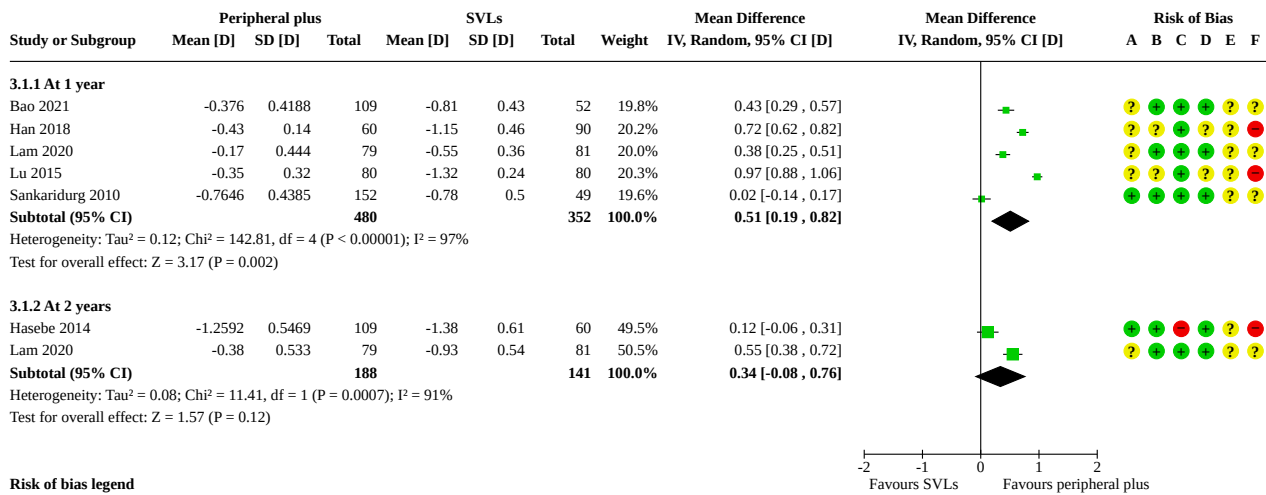 Peripheral plus SVLs Mean Difference Mean Difference Risk of Bias
Study or Subgroup Mean [D] SD [D] Total Mean [D] SD [D] Total Weight IV, Random, 95% CI [D] IV, Random, 95% CI [D] A B C D E F
3.1.1 At 1 year
Bao 2021 -0.376 0.4188 109 -0.81 0.43 52 19.8% 0.43 [0.29 , 0.57] ? + + + ? ?
Han 2018 -0.43 0.14 60 -1.15 0.46 90 20.2% 0.72 [0.62 , 0.82] ? ? + ? ? −
Lam 2020 -0.17 0.444 79 -0.55 0.36 81 20.0% 0.38 [0.25 , 0.51] ? + + + ? ?
Lu 2015 -0.35 0.32 80 -1.32 0.24 80 20.3% 0.97 [0.88 , 1.06] ? ? + ? ? −
Sankaridurg 2010 -0.7646 0.4385 152 -0.78 0.5 49 19.6% 0.02 [-0.14 , 0.17] + + + + ? ?
Subtotal (95% CI) 480 352 100.0% 0.51 [0.19 , 0.82]
Heterogeneity: Tau² = 0.12; Chi² = 142.81, df = 4 (P < 0.00001); I² = 97%
Test for overall effect: Z = 3.17 (P = 0.002)
3.1.2 At 2 years
Hasebe 2014 -1.2592 0.5469 109 -1.38 0.61 60 49.5% 0.12 [-0.06 , 0.31] + + − + ? −
Lam 2020 -0.38 0.533 79 -0.93 0.54 81 50.5% 0.55 [0.38 , 0.72] ? + + + ? ?
Subtotal (95% CI) 188 141 100.0% 0.34 [-0.08 , 0.76]
Heterogeneity: Tau² = 0.08; Chi² = 11.41, df = 1 (P = 0.0007); I² = 91%
Test for overall effect: Z = 1.57 (P = 0.12)
-2 -1 0 1 2
Risk of bias legend Favours SVLs Favours peripheral plus